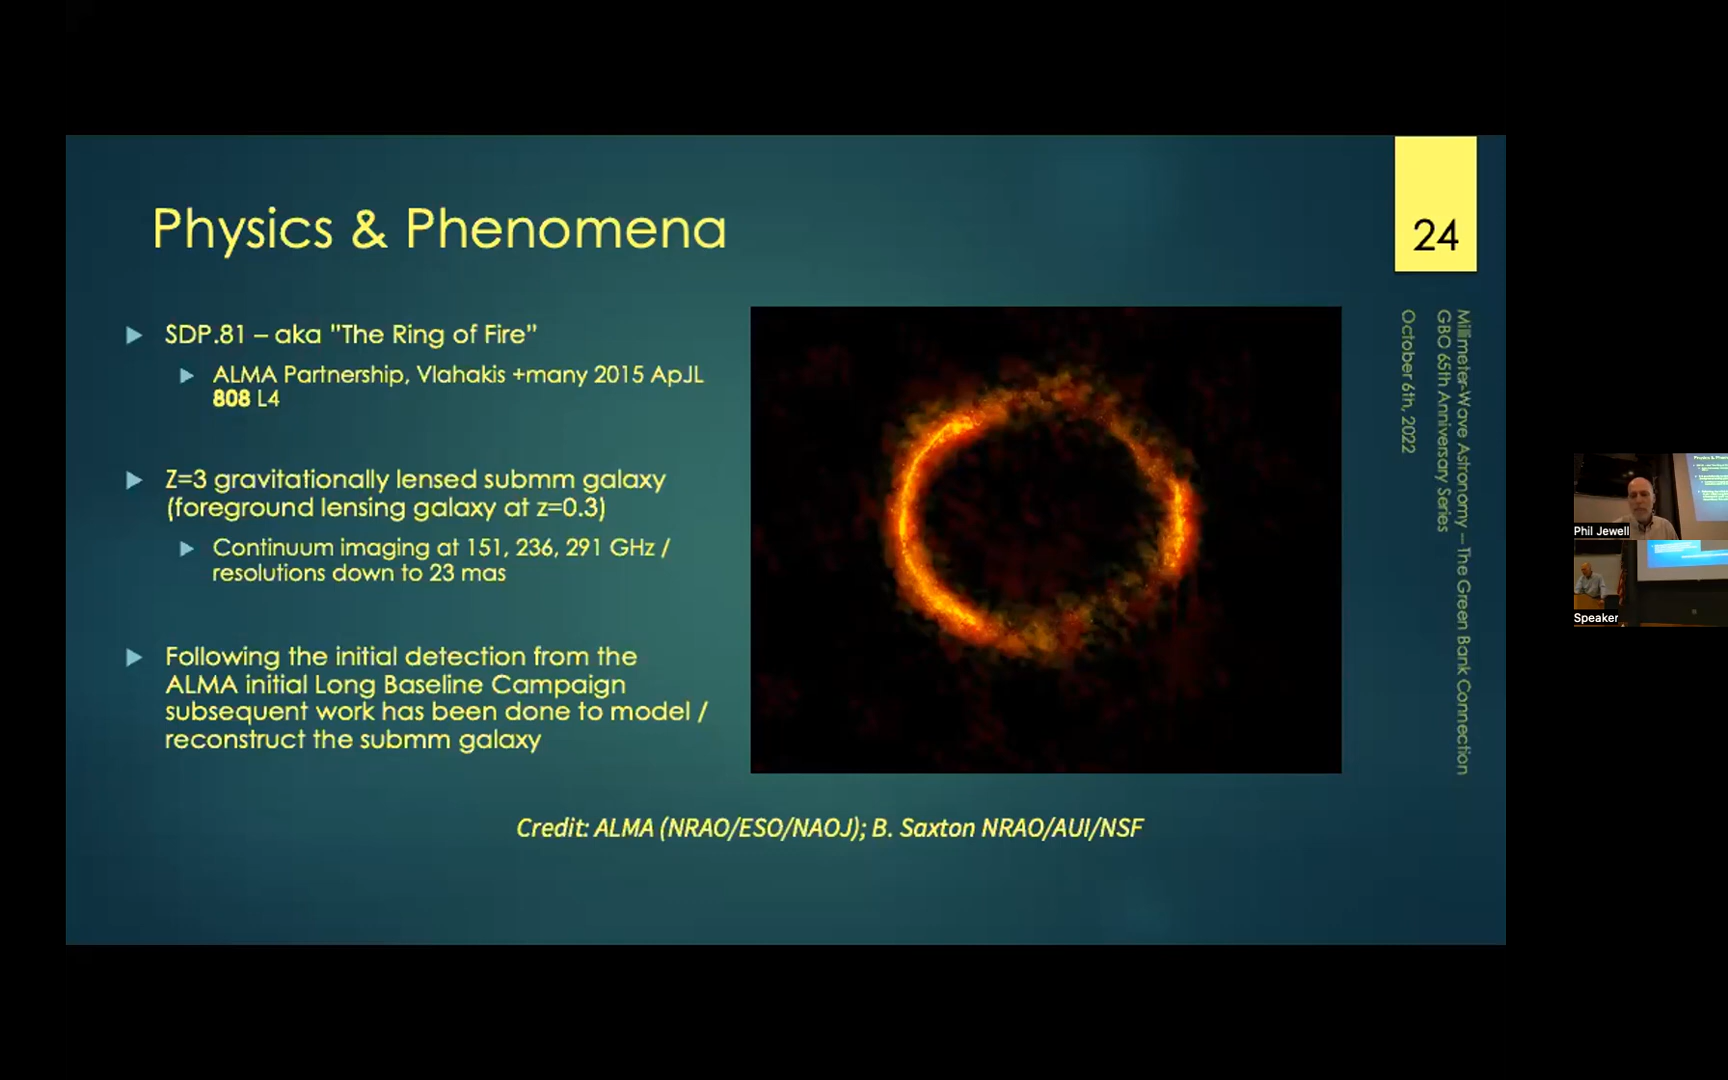 Physics & Phenomena
24
SDP.81 – aka "The Ring of Fire"
ALMA Partnership, Vlahakis +many 2015 ApJL
808 L4
Z=3 gravitationally lensed submm galaxy
(foreground lensing galaxy at z=0.3)
Continuum imaging at 151, 236, 291 GHz /
resolutions down to 23 mas
Following the initial detection from the
ALMA initial Long Baseline Campaign
subsequent work has been done to model /
reconstruct the submm galaxy
Credit: ALMA (NRAO/ESO/NAOJ); B. Saxton NRAO/AUI/NSF
Millimeter-Wave Astronomy – The Green Bank Connection
GBO 65th Anniversary Series
October 6th, 2022
Phil Jewell
Speaker